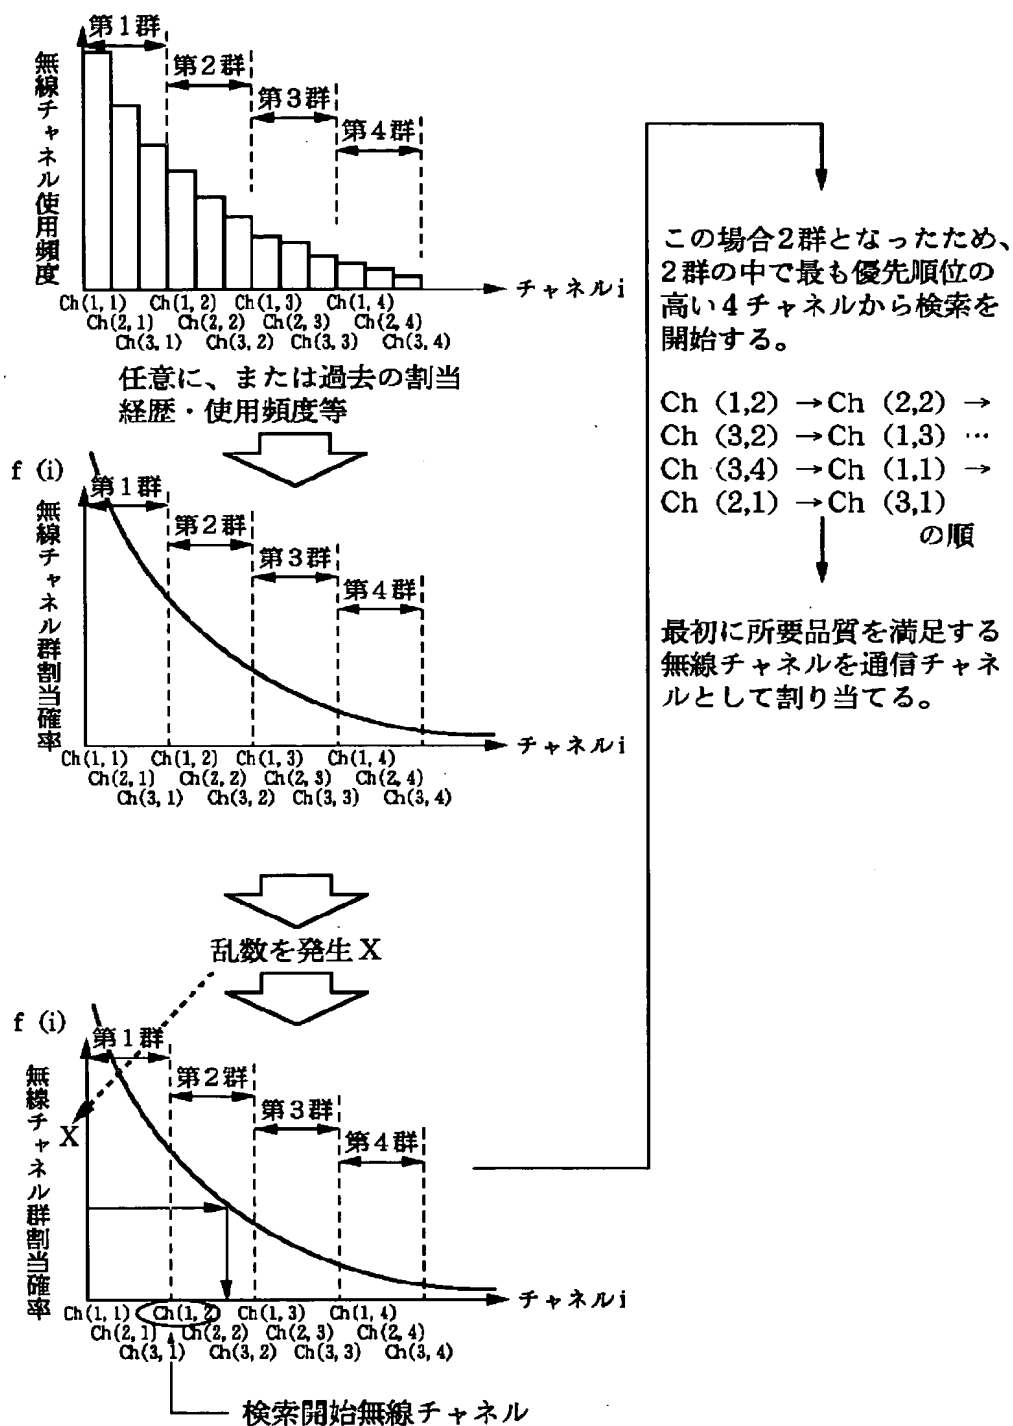 第1群
第2群
第3群
第4群
無線チャネル使用頻度
チャネルi
Ch(1, 1) Ch(1, 2) Ch(1, 3) Ch(1, 4)
Ch(2, 1) Ch(2, 2) Ch(2, 3) Ch(2, 4)
Ch(3, 1) Ch(3, 2) Ch(3, 3) Ch(3, 4)
任意に、または過去の割当
経歴・使用頻度等
f (i)
第1群
第2群
第3群
第4群
無線チャネル群割当確率
チャネルi
Ch(1, 1) Ch(1, 2) Ch(1, 3) Ch(1, 4)
Ch(2, 1) Ch(2, 2) Ch(2, 3) Ch(2, 4)
Ch(3, 1) Ch(3, 2) Ch(3, 3) Ch(3, 4)
乱数を発生X
f (i)
第1群
第2群
第3群
第4群
X
無線チャネル群割当確率
チャネルi
Ch(1, 1) Ch(1, 2) Ch(1, 3) Ch(1, 4)
Ch(2, 1) Ch(2, 2) Ch(2, 3) Ch(2, 4)
Ch(3, 1) Ch(3, 2) Ch(3, 3) Ch(3, 4)
検索開始無線チャネル
この場合2群となったため、
2群の中で最も優先順位の
高い4チャネルから検索を
開始する。
Ch (1,2) →Ch (2,2) →
Ch (3,2) →Ch (1,3) …
Ch (3,4) →Ch (1,1) →
Ch (2,1) →Ch (3,1)
の順
最初に所要品質を満足する
無線チャネルを通信チャネ
ルとして割り当てる。